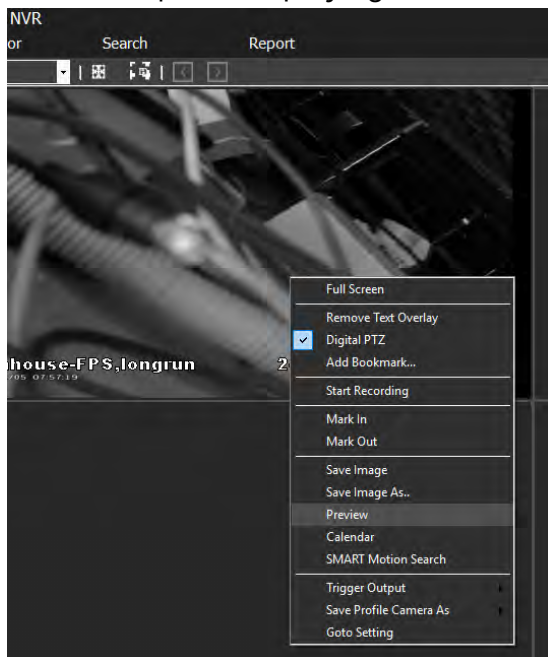 NVR
or Search Report
house-FPS,longrun 2
/05 07:57:19
Full Screen
Remove Text Overlay
Digital PTZ
Add Bookmark...
Start Recording
Mark In
Mark Out
Save Image
Save Image As..
Preview
Calendar
SMART Motion Search
Trigger Output
Save Profile Camera As
Goto Setting